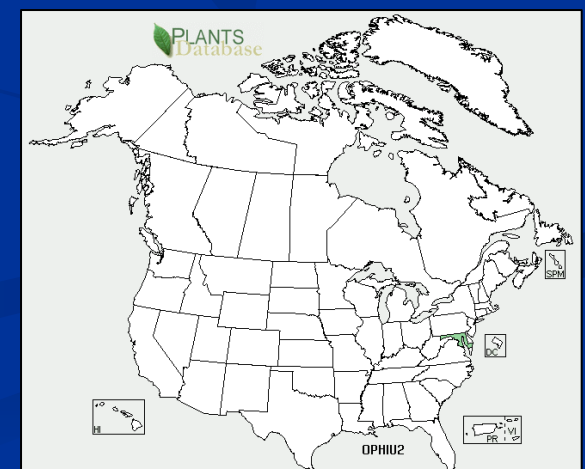 PLANTS
Database
SPM
DC
HI
PR
VI
OPHIU2